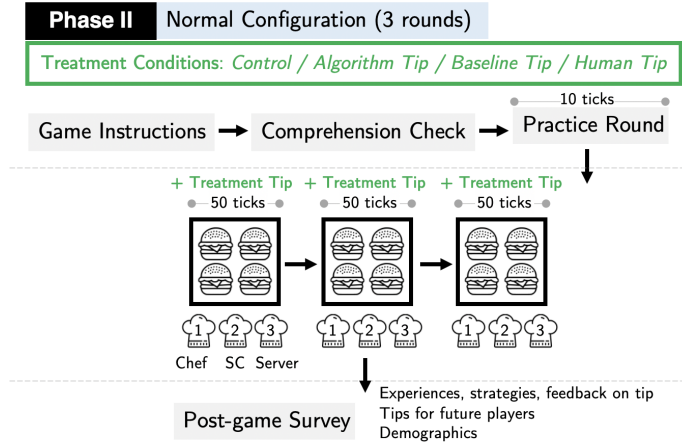 Phase II Normal Configuration (3 rounds)
Treatment Conditions: Control / Algorithm Tip / Baseline Tip / Human Tip
10 ticks
Game Instructions Comprehension Check Practice Round
+ Treatment Tip + Treatment Tip + Treatment Tip
50 ticks 50 ticks 50 ticks
1 2 3 1 2 3 1 2 3
Chef SC Server
Experiences, strategies, feedback on tip
Post-game Survey Tips for future players
Demographics